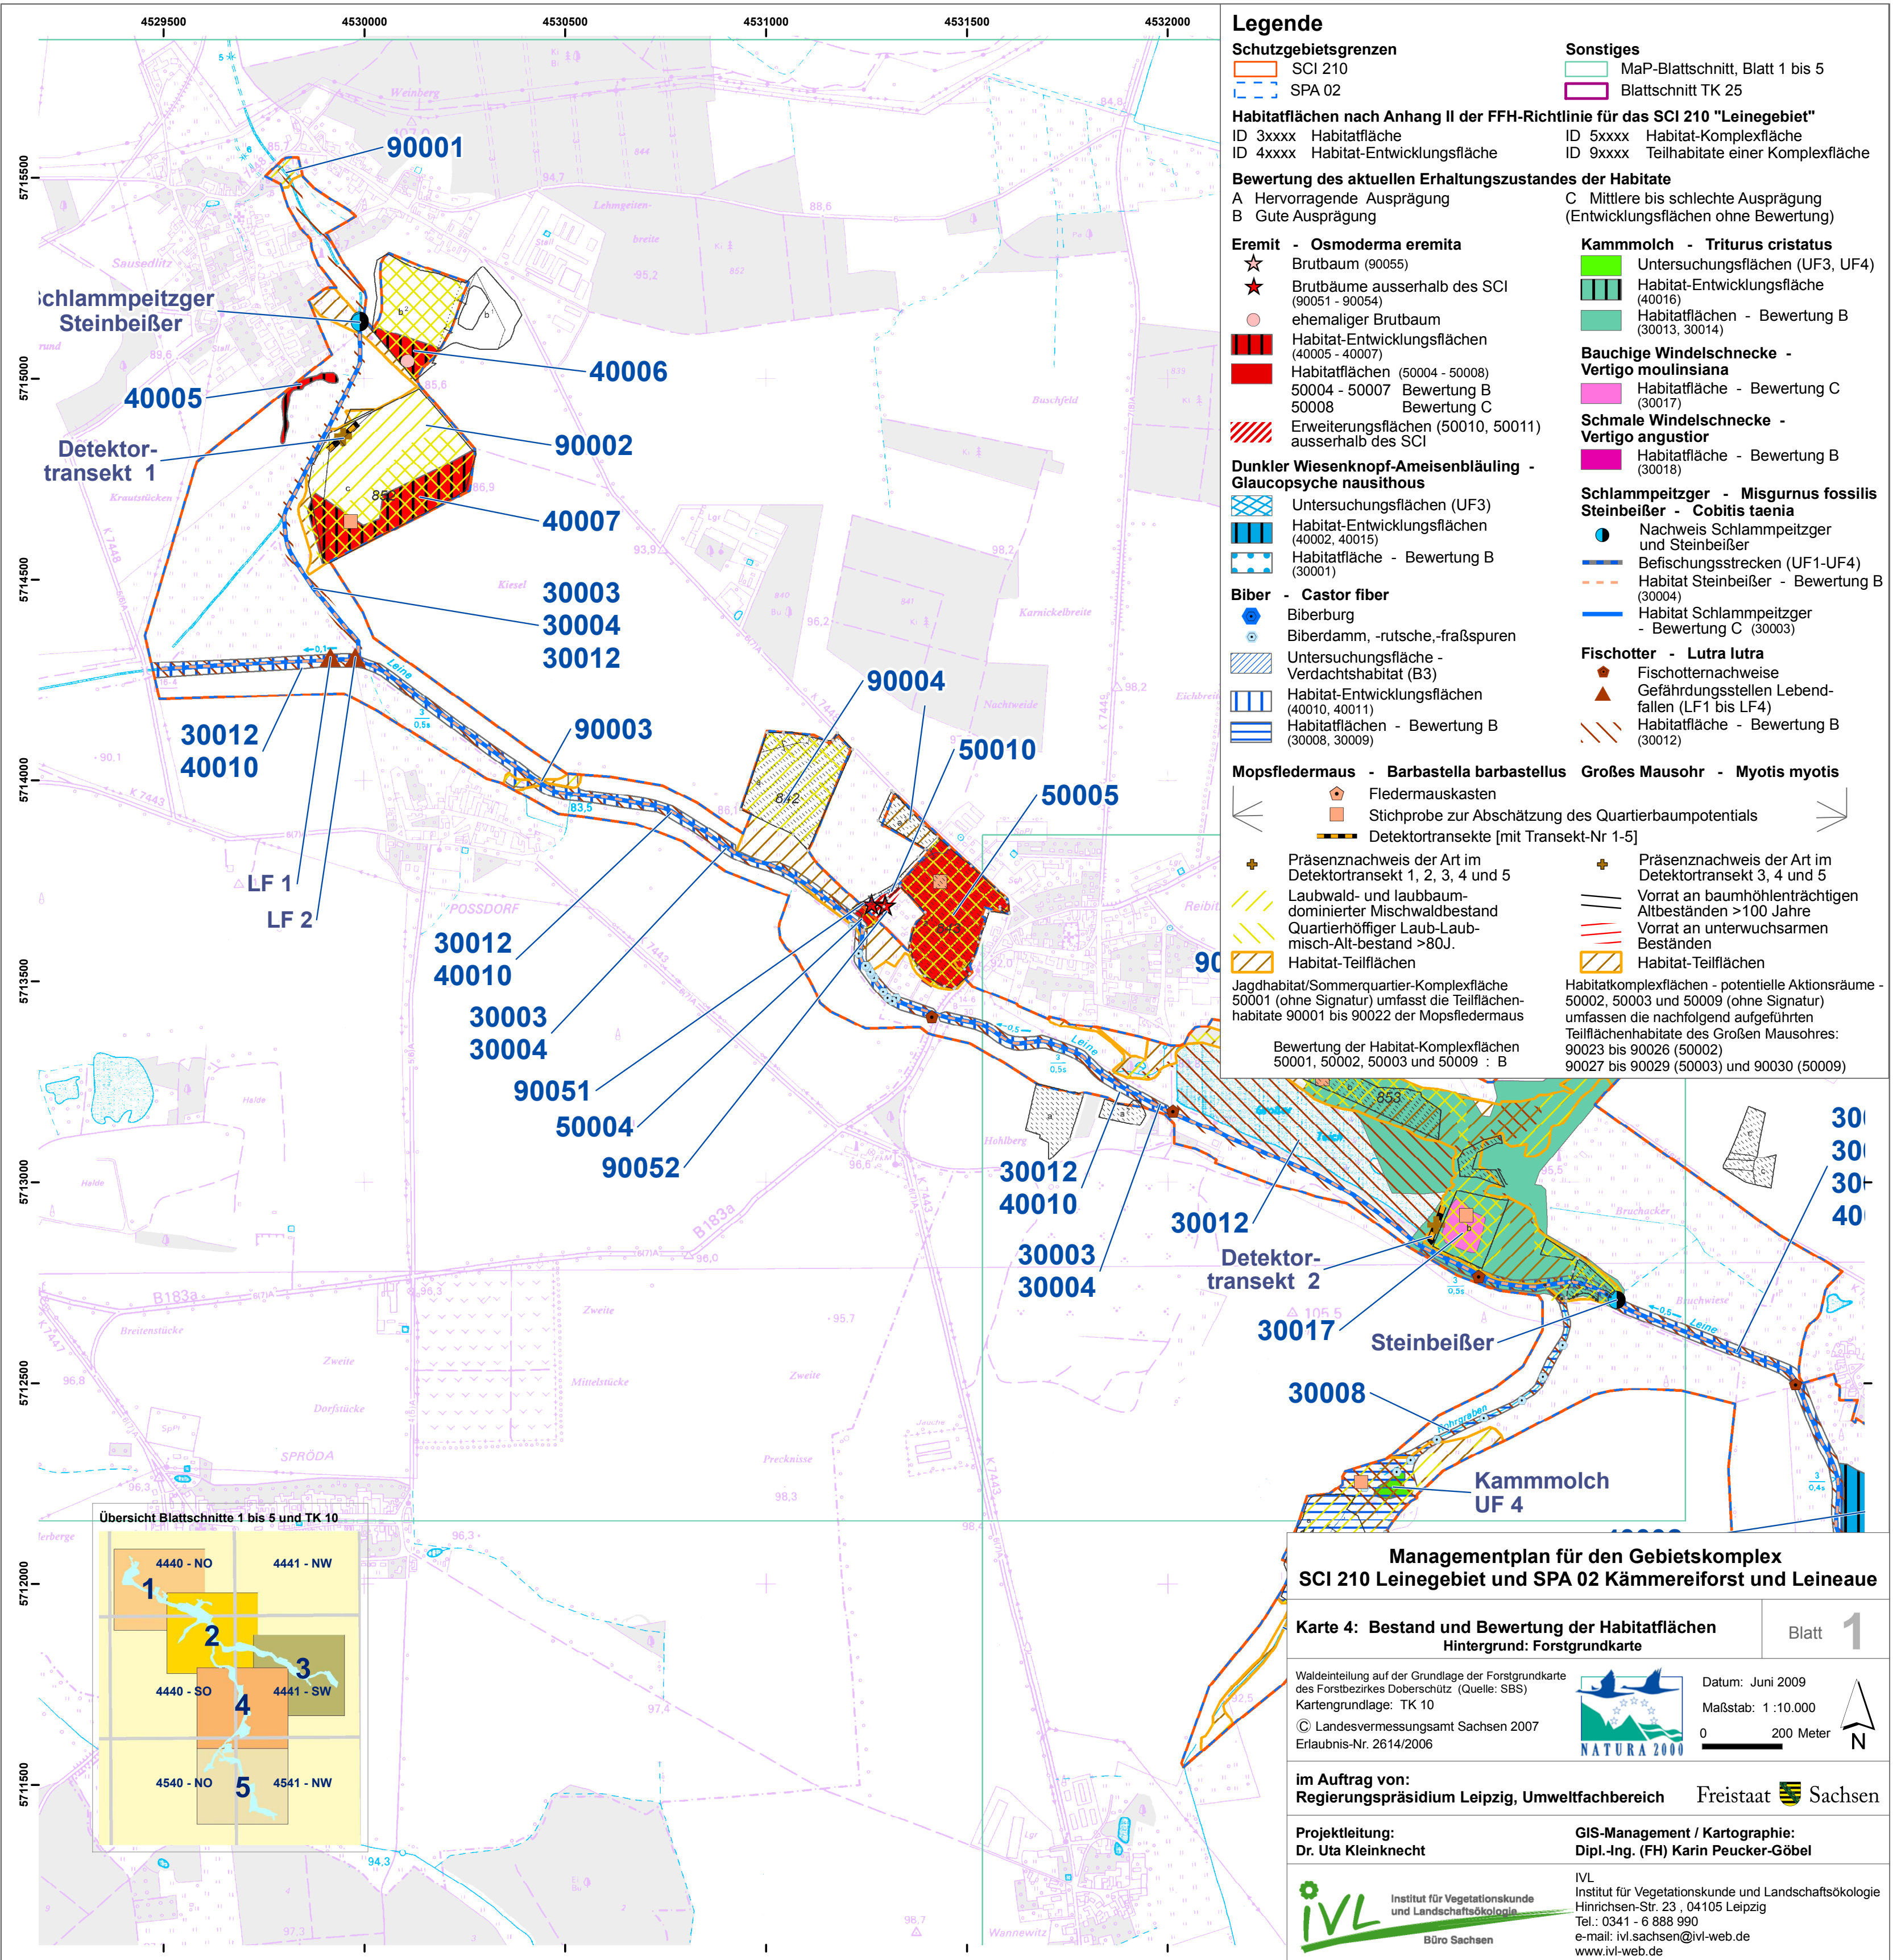 4529500
4530000
4530500
4531000
4531500
4532000
5715500
5715000
5714500
5714000
5713500
5713000
5712500
5712000
5711500
Legende
Schutzgebietsgrenzen
SCI 210
SPA 02
Sonstiges
MaP-Blattschnitt, Blatt 1 bis 5
Blattschnitt TK 25
Habitatflächen nach Anhang II der FFH-Richtlinie für das SCI 210 "Leinegebiet"
ID 3xxxx Habitatfläche
ID 4xxxx Habitat-Entwicklungsfläche
ID 5xxxx Habitat-Komplexfläche
ID 9xxxx Teilhabitate einer Komplexfläche
Bewertung des aktuellen Erhaltungszustandes der Habitate
A Hervorragende Ausprägung
B Gute Ausprägung
C Mittlere bis schlechte Ausprägung
(Entwicklungsflächen ohne Bewertung)
Eremit - Osmoderma eremita
Brutbaum (90055)
Brutbäume ausserhalb des SCI
(90051 - 90054)
ehemaliger Brutbaum
Habitat-Entwicklungsflächen
(40005 - 40007)
Habitatflächen (50004 - 50008)
50004 - 50007 Bewertung B
50008 Bewertung C
Erweiterungsflächen (50010, 50011)
ausserhalb des SCI
Dunkler Wiesenknopf-Ameisenbläuling -
Glaucopsyche nausithous
Untersuchungsflächen (UF3)
Habitat-Entwicklungsflächen
(40002, 40015)
Habitatfläche - Bewertung B
(30001)
Biber - Castor fiber
Biberburg
Biberdamm, -rutsche,-fraßspuren
Untersuchungsfläche -
Verdachtshabitat (B3)
Habitat-Entwicklungsflächen
(40010, 40011)
Habitatflächen - Bewertung B
(30008, 30009)
Kammmolch - Triturus cristatus
Untersuchungsflächen (UF3, UF4)
Habitat-Entwicklungsfläche
(40016)
Habitatflächen - Bewertung B
(30013, 30014)
Bauchige Windelschnecke -
Vertigo moulinsiana
Habitatfläche - Bewertung C
(30017)
Schmale Windelschnecke -
Vertigo angustior
Habitatfläche - Bewertung B
(30018)
Schlammpeitzger - Misgurnus fossilis
Steinbeißer - Cobitis taenia
Nachweis Schlammpeitzger
und Steinbeißer
Befischungsstrecken (UF1-UF4)
Habitat Steinbeißer - Bewertung B
(30004)
Habitat Schlammpeitzger
- Bewertung C (30003)
Fischotter - Lutra lutra
Fischotternachweise
Gefährdungsstellen Lebend-
fallen (LF1 bis LF4)
Habitatfläche - Bewertung B
(30012)
Mopsfledermaus - Barbastella barbastellus Großes Mausohr - Myotis myotis
Fledermauskasten
Stichprobe zur Abschätzung des Quartierbaumpotentials
Detektortransekte [mit Transekt-Nr 1-5]
Präsenznachweis der Art im
Detektortransekt 1, 2, 3, 4 und 5
Laubwald- und laubbaum-
dominierter Mischwaldbestand
Quartierhöffiger Laub-Laub-
misch-Alt-bestand >80J.
Habitat-Teilflächen
Jagdhabitat/Sommerquartier-Komplexfläche
50001 (ohne Signatur) umfasst die Teilflächen-
habitate 90001 bis 90022 der Mopsfledermaus
Präsenznachweis der Art im
Detektortransekt 3, 4 und 5
Vorrat an baumhöhlenträchtigen
Altbeständen >100 Jahre
Vorrat an unterwuchsarmen
Beständen
Habitat-Teilflächen
Habitatkomplexflächen - potentielle Aktionsräume -
50002, 50003 und 50009 (ohne Signatur)
umfassen die nachfolgend aufgeführten
Teilflächenhabitate des Großen Mausohres:
90023 bis 90026 (50002)
90027 bis 90029 (50003) und 90030 (50009)
Bewertung der Habitat-Komplexflächen
50001, 50002, 50003 und 50009 : B
90001
Schlammpeitzger
Steinbeißer
40005
40006
Detektor-
transekt 1
90002
40007
30003
30004
30012
30012
40010
90003
90004
50010
50005
LF 1
LF 2
30012
40010
30003
30004
90051
50004
90052
30012
40010
30003
30004
30012
Detektor-
transekt 2
30017
Steinbeißer
30008
Kammmolch
UF 4
Weinberg
Sausedlitz
Lehmgeiten-
breite
Buschfeld
Krautstücken
Kiesel
Karnickelbreite
Nachtweide
Leine
POSSDORF
Hohlberg
Großer
Teich
Bruchacker
Bruchwiese
Leine
Leine
Rohrgraben
Halde
Halde
B183a
B183a
Breitenstücke
Zweite
Mittelstücke
Zweite
Dorfstücke
Zweite
Precknisse
Jauche
SPRÖDA
Wannewitz
K 7448
K 7443
K 7443
K 7443
K 7445
K 7447
Übersicht Blattschnitte 1 bis 5 und TK 10
4440 - NO
4441 - NW
1
2
3
4440 - SO
4441 - SW
4
4540 - NO
4541 - NW
5
Managementplan für den Gebietskomplex
SCI 210 Leinegebiet und SPA 02 Kämmereiforst und Leineaue
Karte 4: Bestand und Bewertung der Habitatflächen
Hintergrund: Forstgrundkarte
Blatt 1
Waldeinteilung auf der Grundlage der Forstgrundkarte
des Forstbezirkes Doberschütz (Quelle: SBS)
Kartengrundlage: TK 10
© Landesvermessungsamt Sachsen 2007
Erlaubnis-Nr. 2614/2006
NATURA 2000
Datum: Juni 2009
Maßstab: 1 :10.000
0 200 Meter
N
im Auftrag von:
Regierungspräsidium Leipzig, Umweltfachbereich
Freistaat Sachsen
Projektleitung:
Dr. Uta Kleinknecht
GIS-Management / Kartographie:
Dipl.-Ing. (FH) Karin Peucker-Göbel
iVL
Institut für Vegetationskunde
und Landschaftsökologie
Büro Sachsen
IVL
Institut für Vegetationskunde und Landschaftsökologie
Hinrichsen-Str. 23 , 04105 Leipzig
Tel.: 0341 - 6 888 990
e-mail: ivl.sachsen@ivl-web.de
www.ivl-web.de